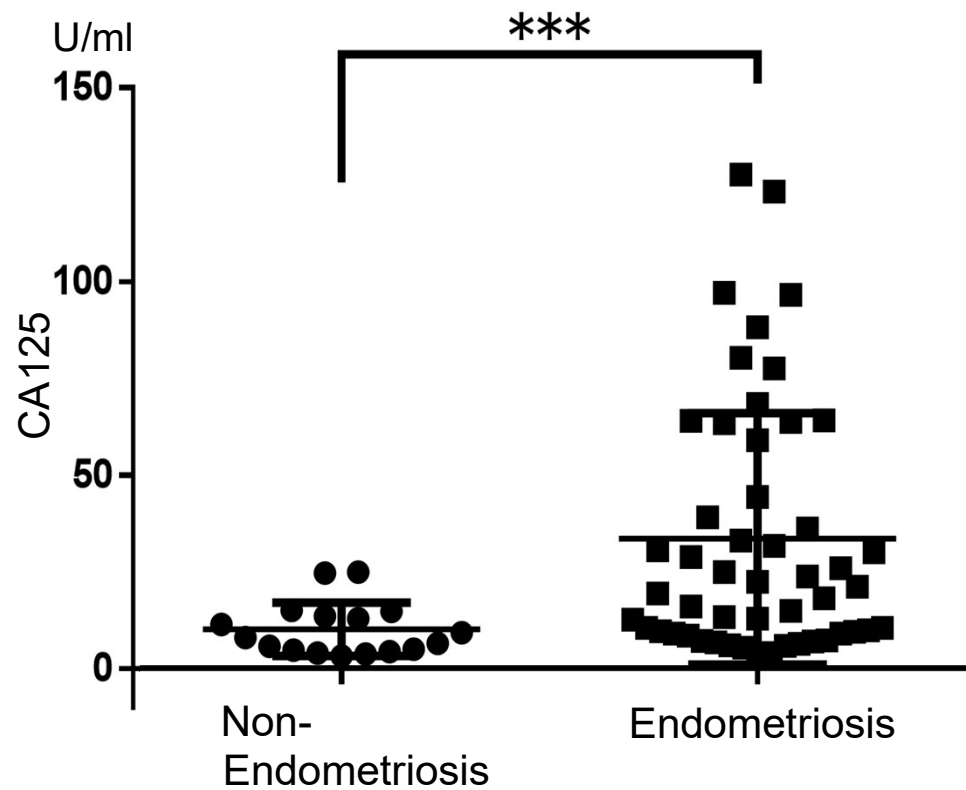 U/ml
***
150
100
50
0
CA125
Non-
Endometriosis
Endometriosis